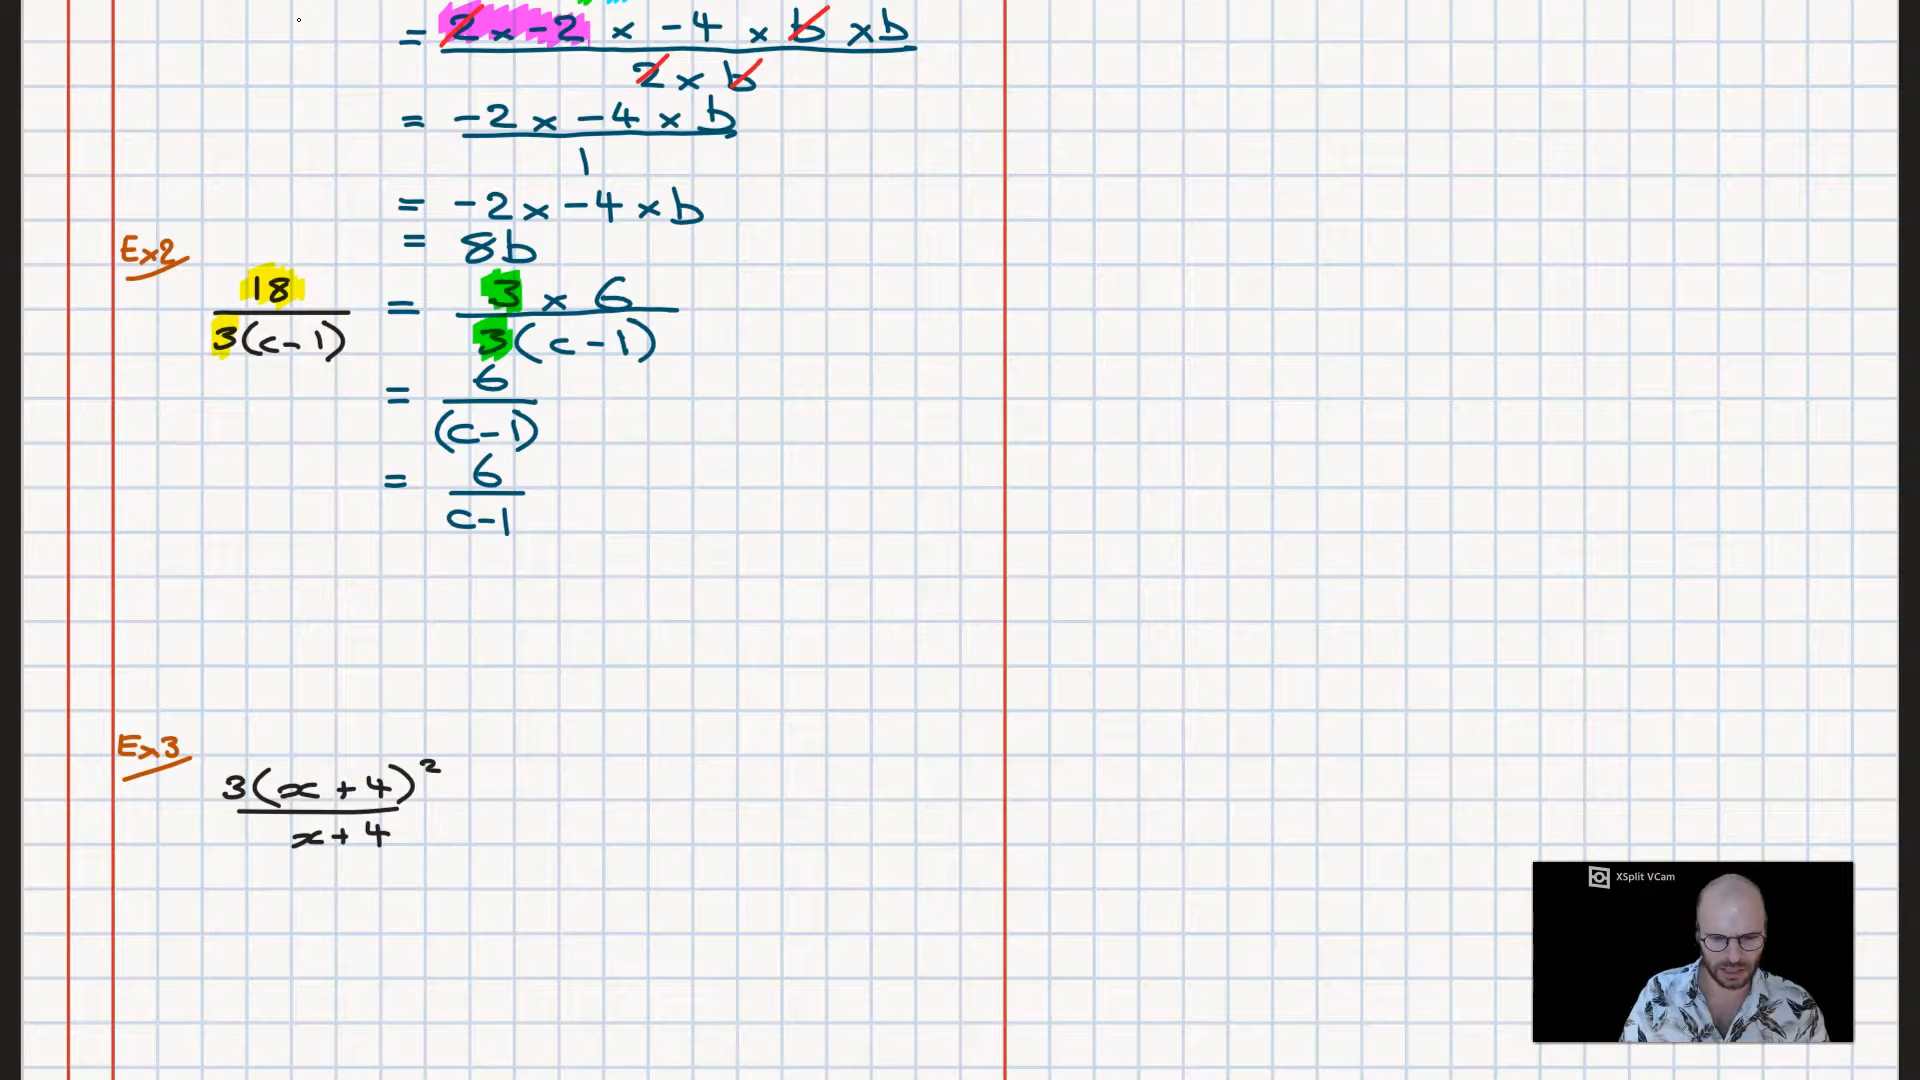 = 2 × -2 × -4 × b × b
2 × b
= -2 × -4 × b
1
= -2 × -4 × b
= 8b
Ex2
18 = 3 × 6
3(c-1) 3(c-1)
= 6
(c-1)
= 6
c-1
Ex3
3(x+4)²
x+4
XSplit VCam